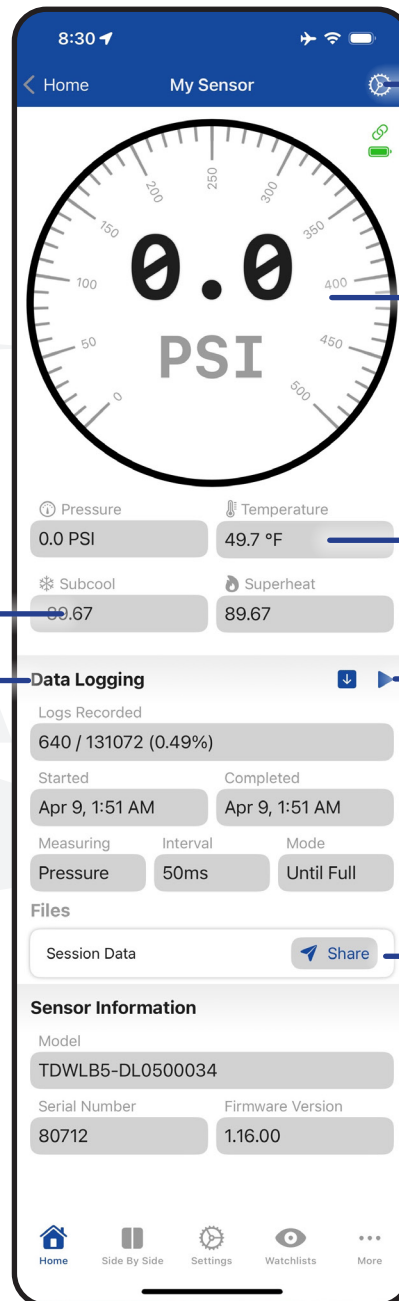 8:30
Home My Sensor
0 50 100 150 200 250 300 350 400 450 500
0.0
PSI
Pressure Temperature
0.0 PSI 49.7 °F
Subcool Superheat
89.67 89.67
Data Logging
Logs Recorded
640 / 131072 (0.49%)
Started Completed
Apr 9, 1:51 AM Apr 9, 1:51 AM
Measuring Interval Mode
Pressure 50ms Until Full
Files
Session Data Share
Sensor Information
Model
TDWLB5-DL0500034
Serial Number Firmware Version
80712 1.16.00
Home Side By Side Settings Watchlists More